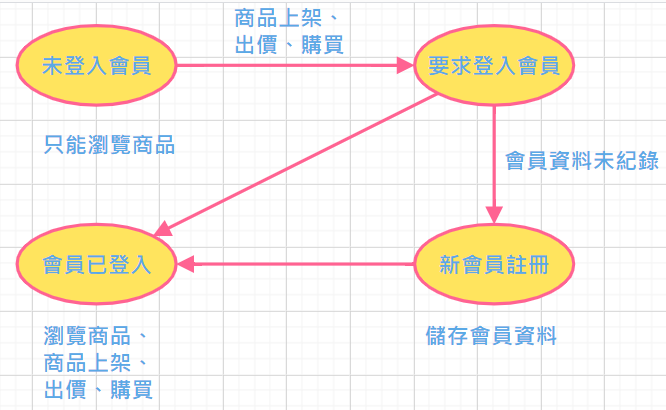 商品上架、
出價、購買
未登入會員
要求登入會員
只能瀏覽商品
會員資料未紀錄
會員已登入
新會員註冊
瀏覽商品、
商品上架、
出價、購買
儲存會員資料